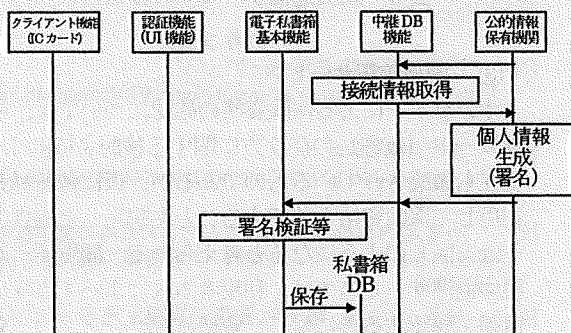 クライアント機能
(ICカード)
認証機能
(UI機能)
電子私書箱
基本機能
中継DB
機能
公的情報
保有機関
接続情報取得
個人情報
生成
(署名)
署名検証等
私書箱
DB
保存